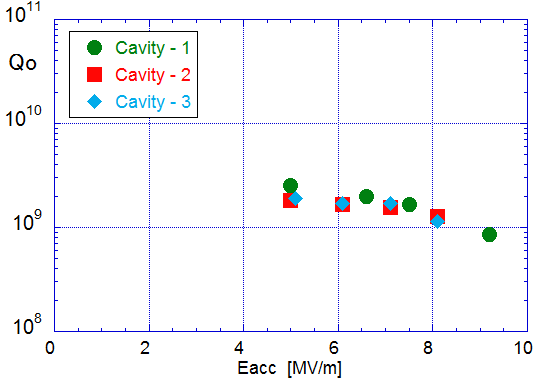 10¹¹
Qo
Cavity - 1
Cavity - 2
Cavity - 3
10¹⁰
10⁹
10⁸
0 2 4 6 8 10
Eacc [MV/m]